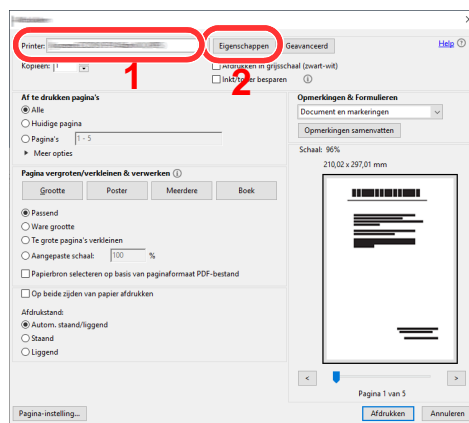 Printer:
Eigenschappen
Geavanceerd
Help
Kopieën: 1
Afdrukken in grijsschaal (zwart-wit)
1
2
Inkt/toner besparen
Af te drukken pagina's
Alle
Huidige pagina
Pagina's 1 - 5
Meer opties
Opmerkingen & Formulieren
Document en markeringen
Opmerkingen samenvatten
Schaal: 96%
210,02 x 297,01 mm
Pagina vergroten/verkleinen & verwerken
Grootte
Poster
Meerdere
Boek
Passend
Ware grootte
Te grote pagina's verkleinen
Aangepaste schaal: 100 %
Papierbron selecteren op basis van paginaformaat PDF-bestand
Op beide zijden van papier afdrukken
Afdrukstand:
Autom. staand/liggend
Staand
Liggend
<
>
Pagina 1 van 5
Pagina-instelling...
Afdrukken
Annuleren